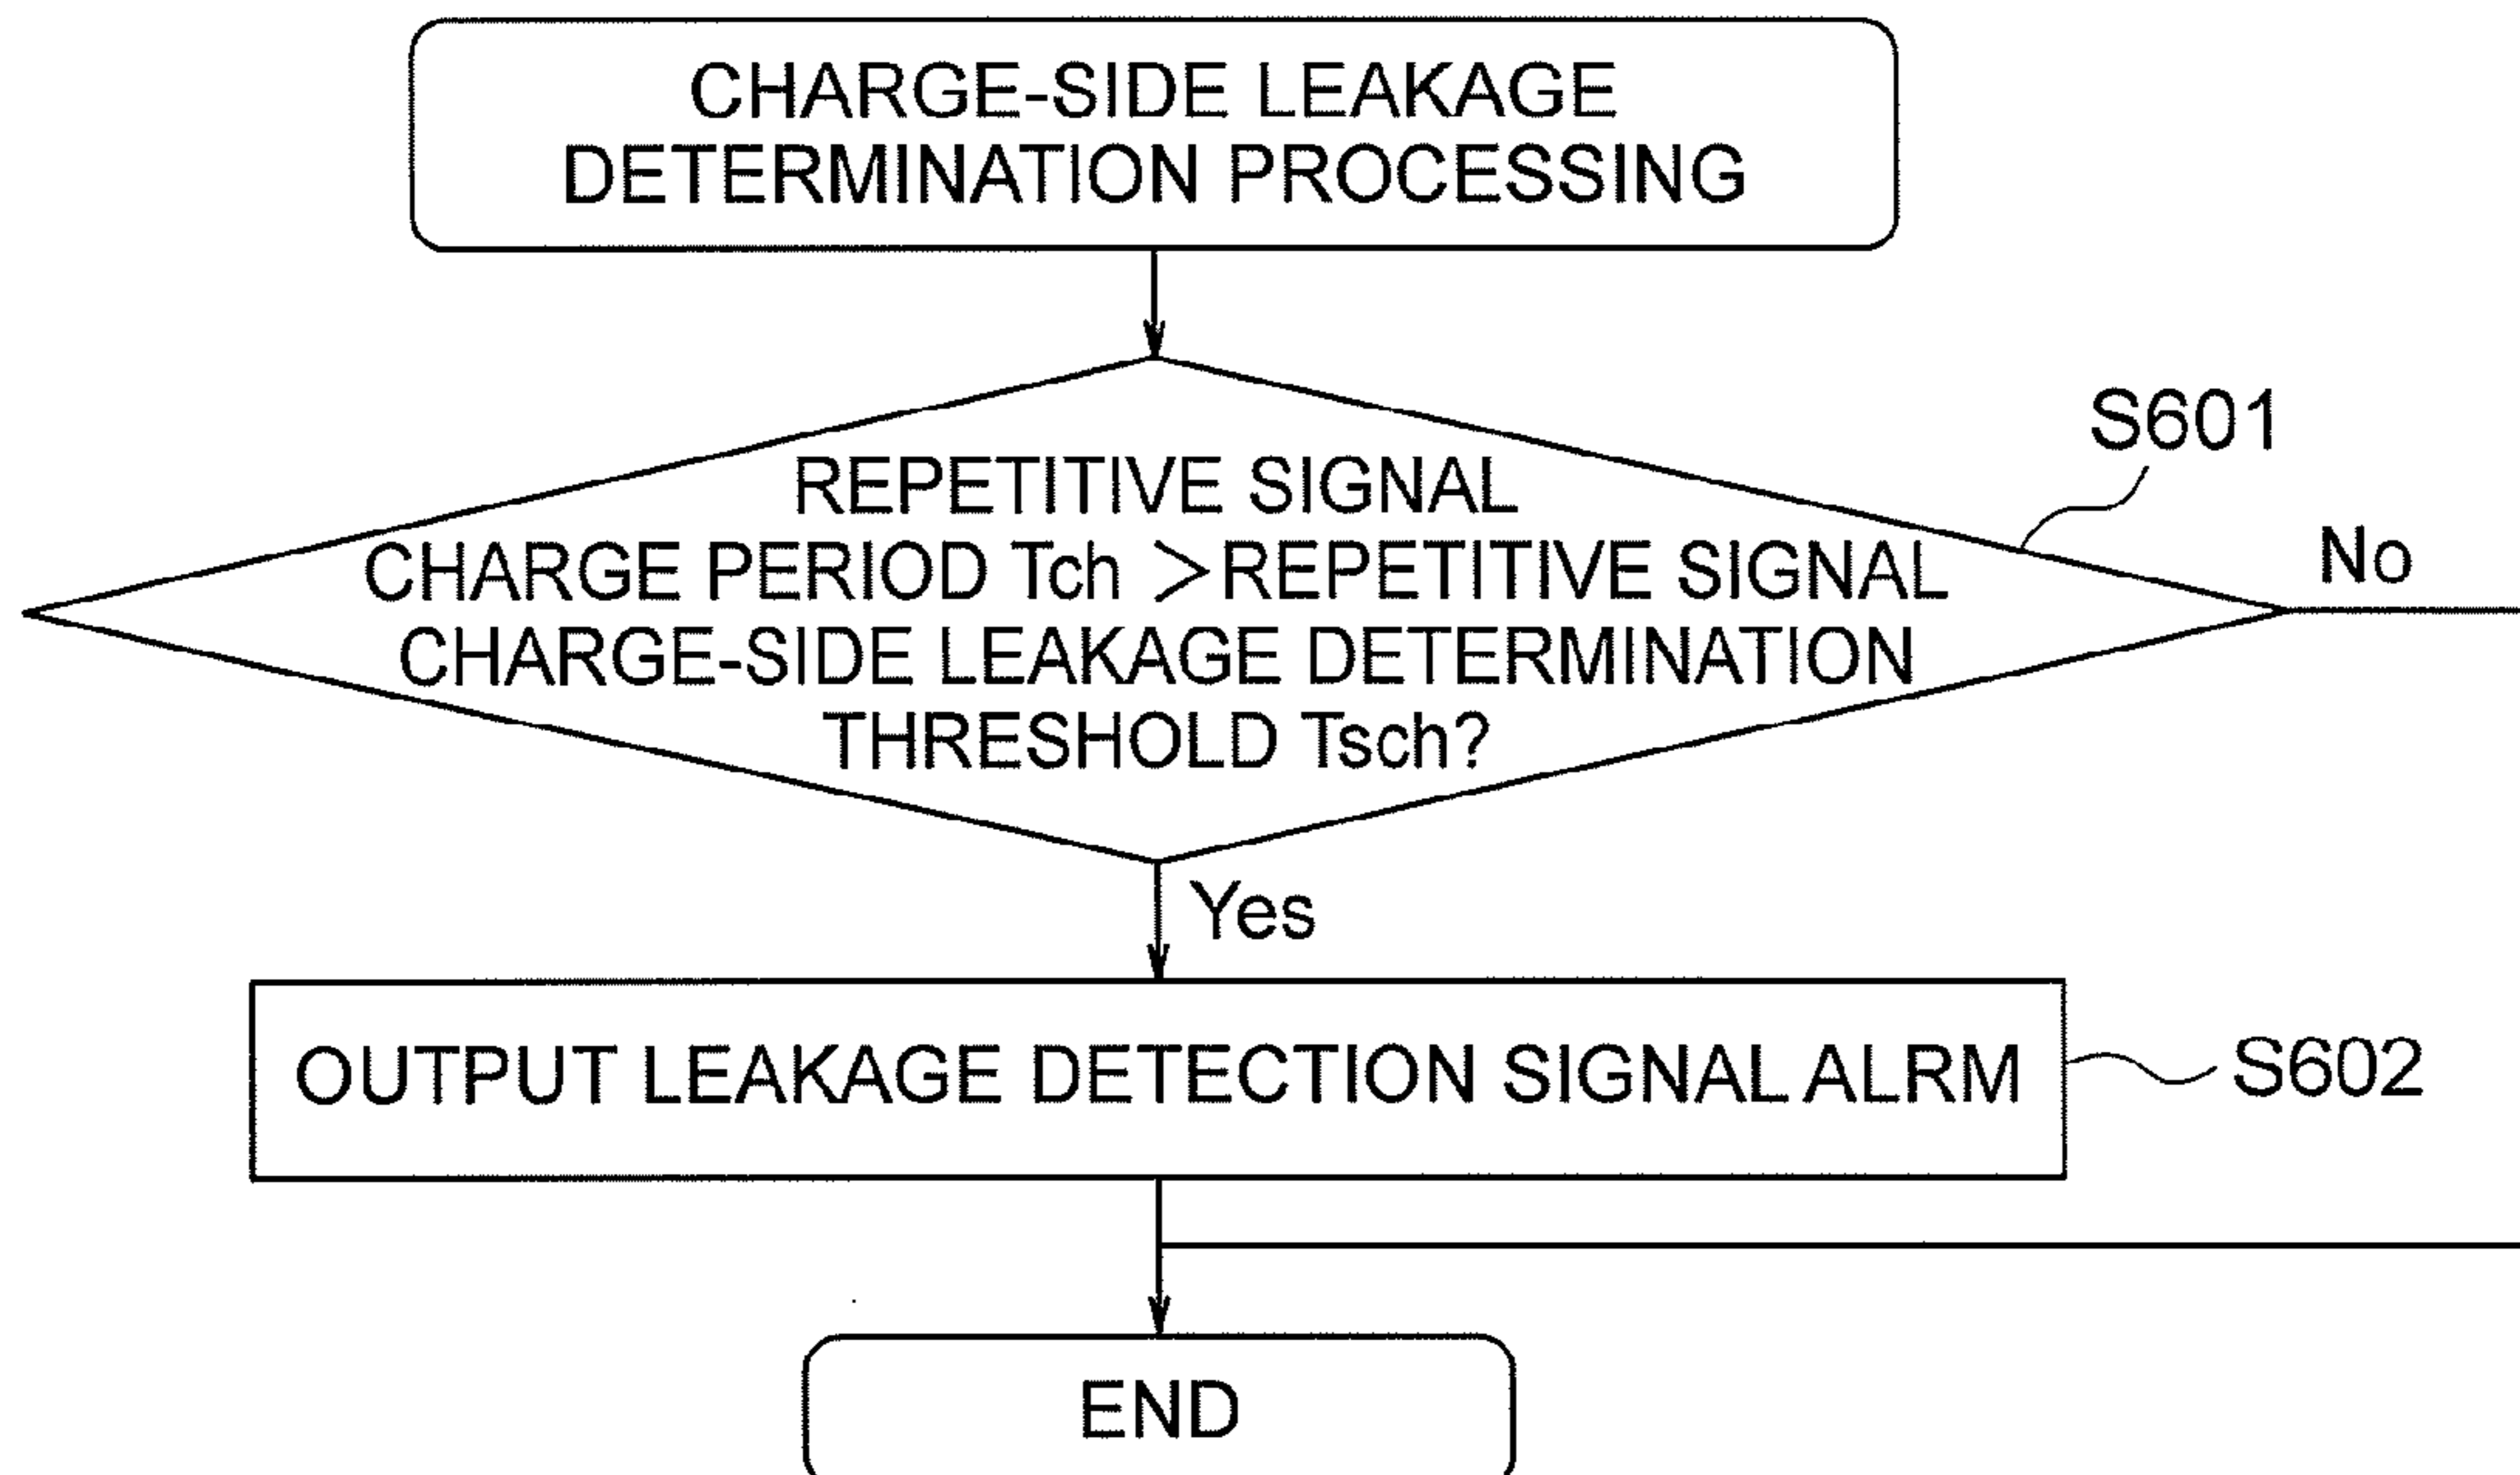 CHARGE-SIDE LEAKAGE
DETERMINATION PROCESSING
S601
REPETITIVE SIGNAL
CHARGE PERIOD Tch >REPETITIVE SIGNAL
CHARGE-SIDE LEAKAGE DETERMINATION
THRESHOLD Tsch?
No
Yes
OUTPUT LEAKAGE DETECTION SIGNAL ALRM
S602
END